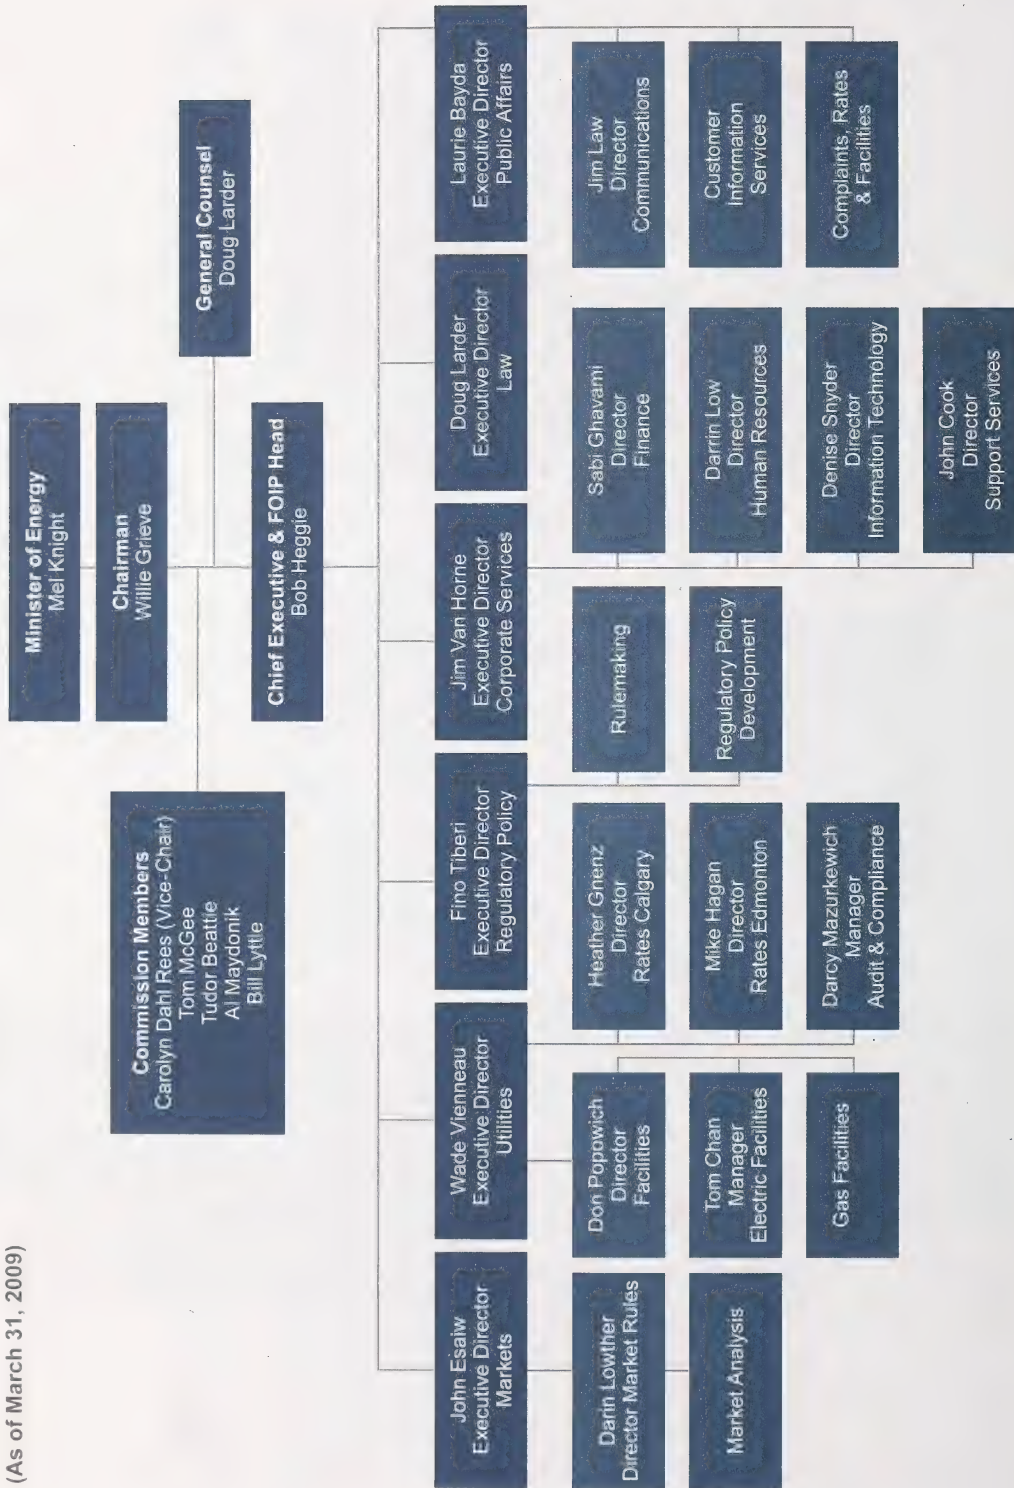 (As of March 31, 2009)
Minister of Energy
Mel Knight
Chairman
Willie Grieve
General Counsel
Doug Larder
Commission Members
Carolyn Dahl Rees (Vice-Chair)
Tom McGee
Tudor Beattie
Al Maydonik
Bill Lyttle
Chief Executive & FOIP Head
Bob Heggie
John Esaiw
Executive Director
Markets
Darin Lowther
Director Market Rules
Market Analysis
Wade Vienneau
Executive Director
Utilities
Don Popowich
Director
Facilities
Tom Chan
Manager
Electric Facilities
Gas Facilities
Heather Gnenz
Director
Rates Calgary
Mike Hagan
Director
Rates Edmonton
Darcy Mazurkewich
Manager
Audit & Compliance
Fino Tiberi
Executive Director
Regulatory Policy
Rulemaking
Regulatory Policy
Development
Jim Van Horne
Executive Director
Corporate Services
Sabi Ghavami
Director
Finance
Darrin Low
Director
Human Resources
Denise Snyder
Director
Information Technology
John Cook
Director
Support Services
Doug Larder
Executive Director
Law
Laurie Bayda
Executive Director
Public Affairs
Jim Law
Director
Communications
Customer
Information
Services
Complaints, Rates
& Facilities